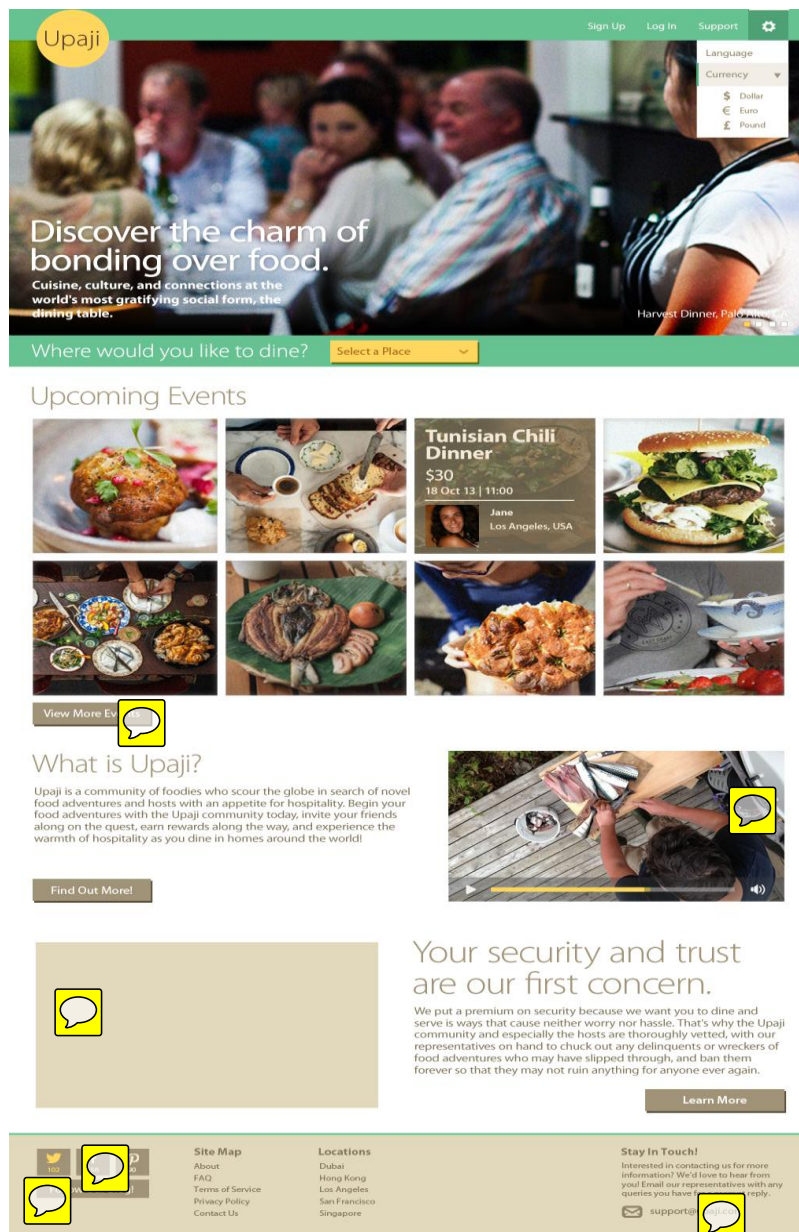 Upaji
Sign Up Log In Support
Language
Currency
$ Dollar
€ Euro
£ Pound
Discover the charm of
bonding over food.
Cuisine, culture, and connections at the
world's most gratifying social form, the
dining table.
Harvest Dinner, Palo Alto, CA
Where would you like to dine?
Select a Place
Upcoming Events
Tunisian Chili
Dinner
$30
18 Oct 13 | 11:00
Jane
Los Angeles, USA
View More Events
What is Upaji?
Upaji is a community of foodies who scour the globe in search of novel
food adventures and hosts with an appetite for hospitality. Begin your
food adventures with the Upaji community today, invite your friends
along on the quest, earn rewards along the way, and experience the
warmth of hospitality as you dine in homes around the world!
Find Out More!
Your security and trust
are our first concern.
We put a premium on security because we want you to dine and
serve is ways that cause neither worry nor hassle. That's why the Upaji
community and especially the hosts are thoroughly vetted, with our
representatives on hand to chuck out any delinquents or wreckers of
food adventures who may have slipped through, and ban them
forever so that they may not ruin anything for anyone ever again.
Learn More
102
Site Map
About
FAQ
Terms of Service
Privacy Policy
Contact Us
Locations
Dubai
Hong Kong
Los Angeles
San Francisco
Singapore
Stay In Touch!
Interested in contacting us for more
information? We'd love to hear from
you! Email our representatives with any
queries you have reply.